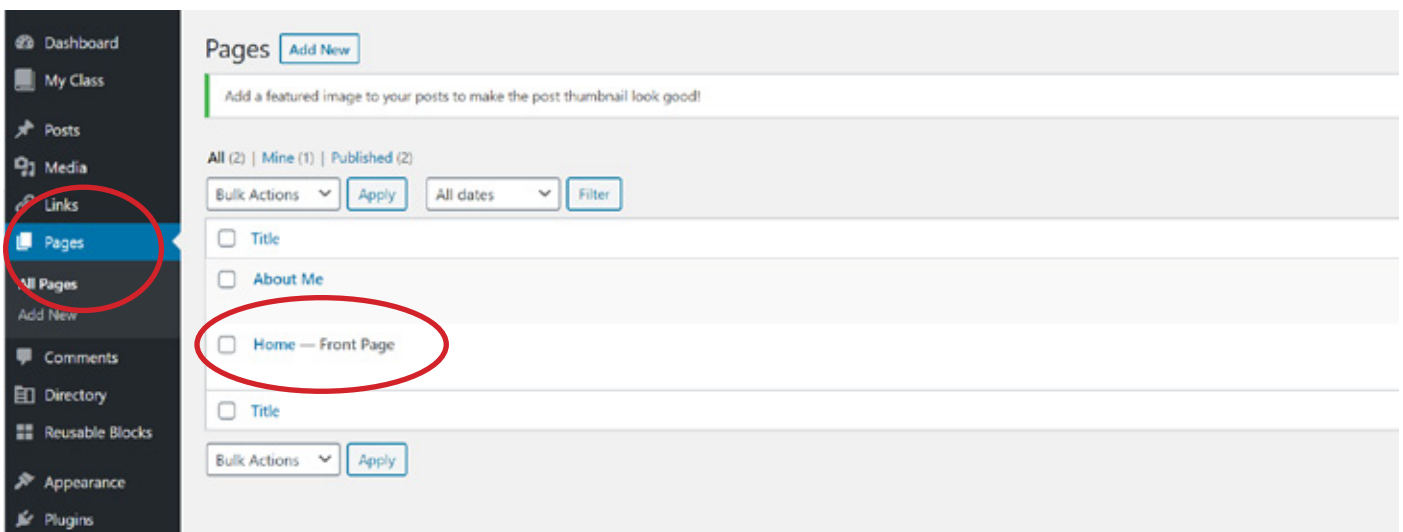 Dashboard
My Class
Posts
Media
Links
Pages
All Pages
Add New
Comments
Directory
Reusable Blocks
Appearance
Plugins
Pages Add New
Add a featured image to your posts to make the post thumbnail look good!
All (2) | Mine (1) | Published (2)
Bulk Actions Apply All dates Filter
Title
About Me
Home — Front Page
Title
Bulk Actions Apply